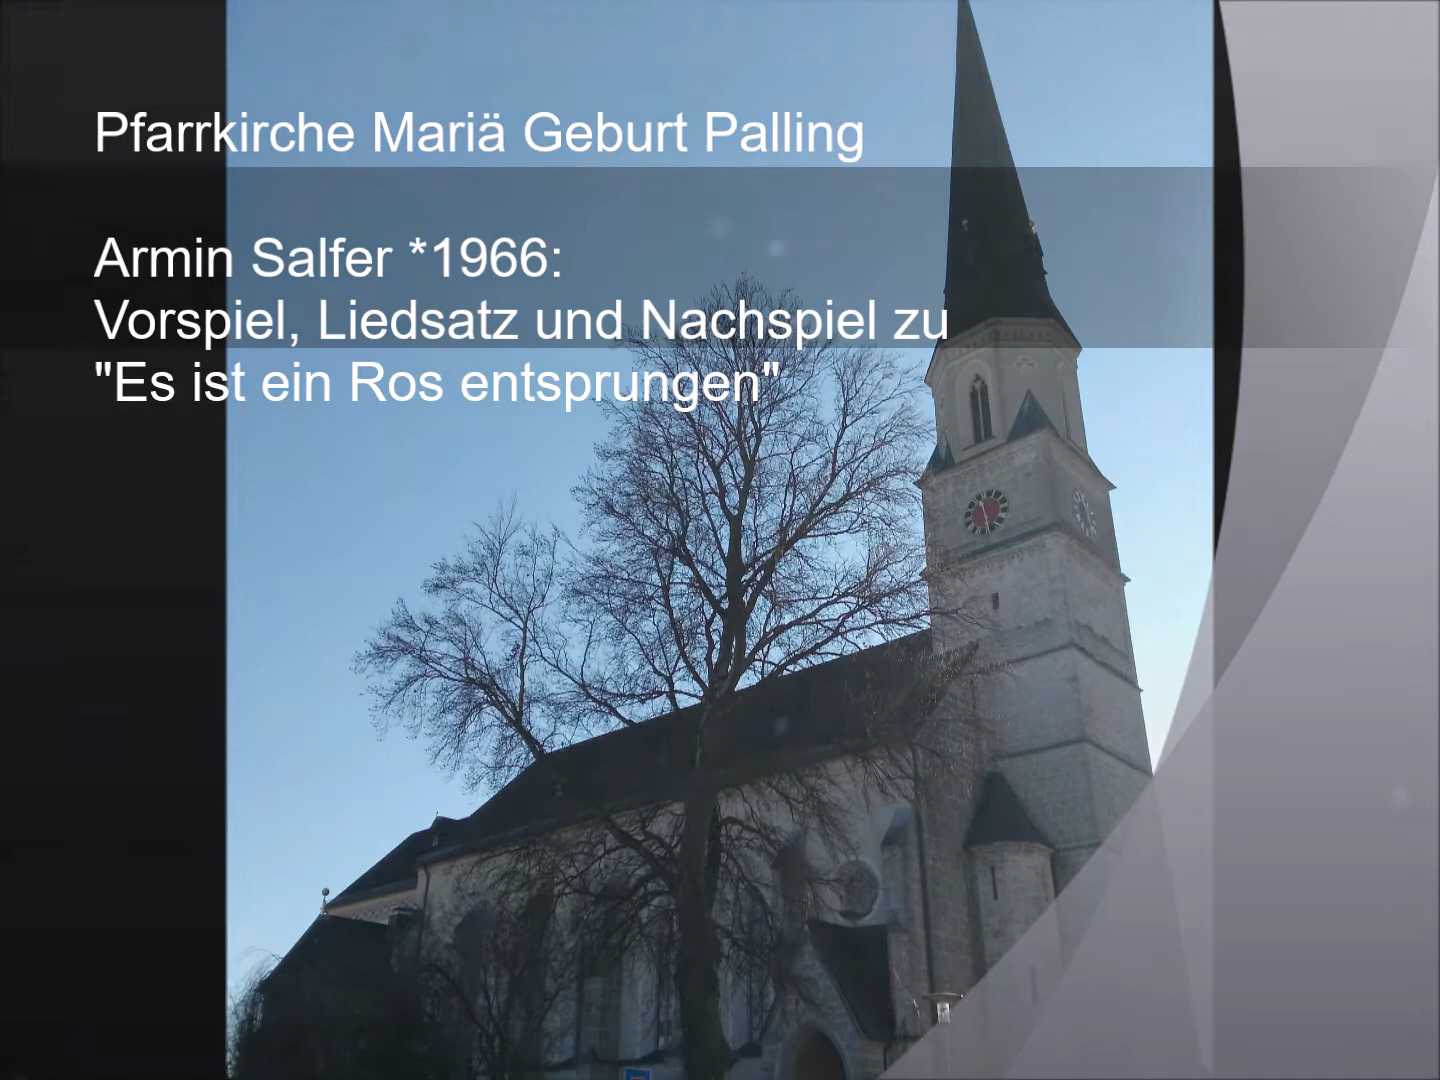 Pfarrkirche Mariä Geburt Palling
Armin Salfer *1966:
Vorspiel, Liedsatz und Nachspiel zu
"Es ist ein Ros entsprungen"